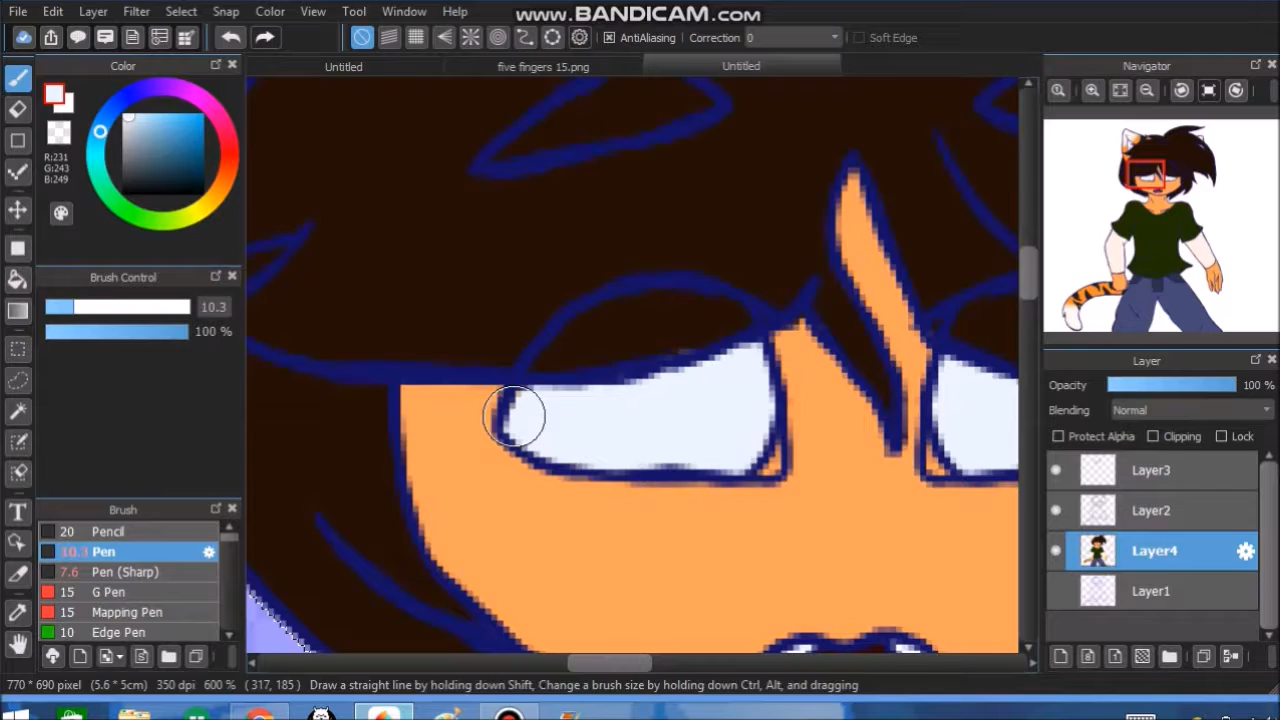 File Edit Layer Filter Select Snap Color View Tool Window Help
www.BANDICAM.com
AntiAliasing Correction 0 Soft Edge
Color
Untitled
five fingers 15.png
Untitled
Navigator
R:231
G:243
B:249
Brush Control
10.3
100 %
Layer
Opacity 100 %
Blending Normal
Protect Alpha Clipping Lock
Layer3
Layer2
Layer4
Layer1
Brush
20 Pencil
10.3 Pen
7.6 Pen (Sharp)
15 G Pen
15 Mapping Pen
10 Edge Pen
770 * 690 pixel (5.6 * 5cm) 350 dpi 600 % ( 317, 185 ) Draw a straight line by holding down Shift, Change a brush size by holding down Ctrl, Alt, and dragging